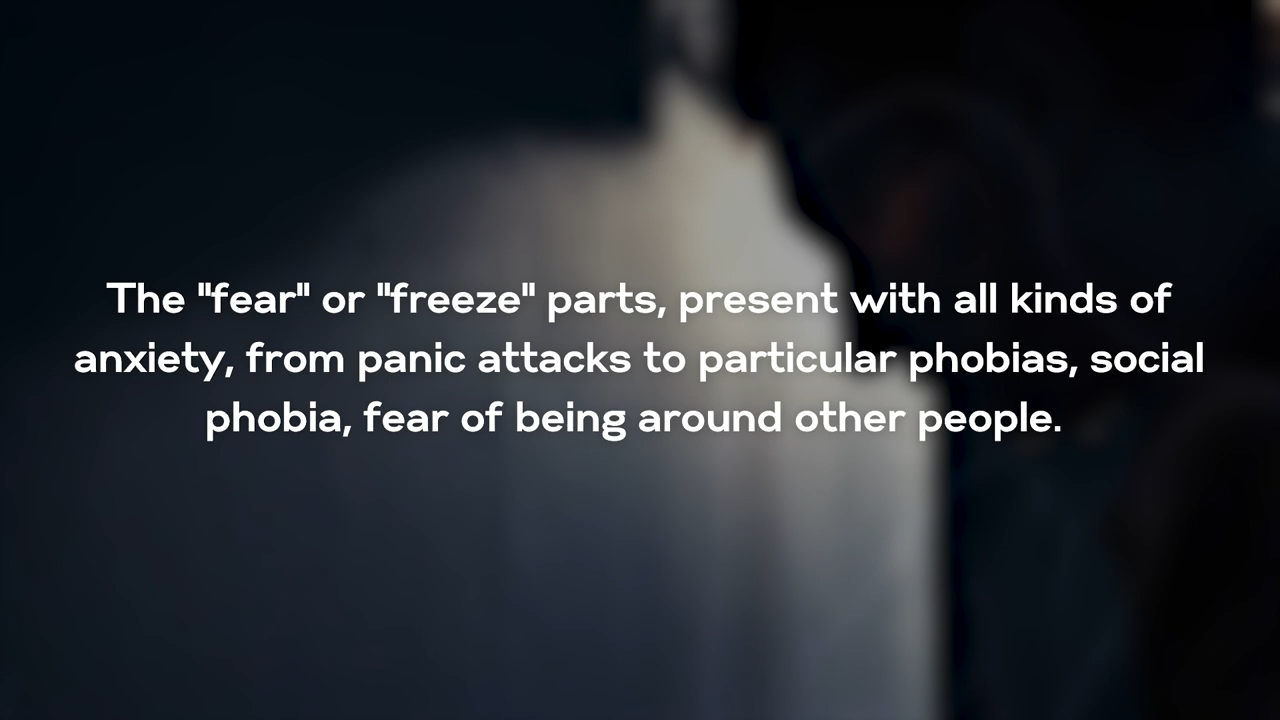 The "fear" or "freeze" parts, present with all kinds of
anxiety, from panic attacks to particular phobias, social
phobia, fear of being around other people.